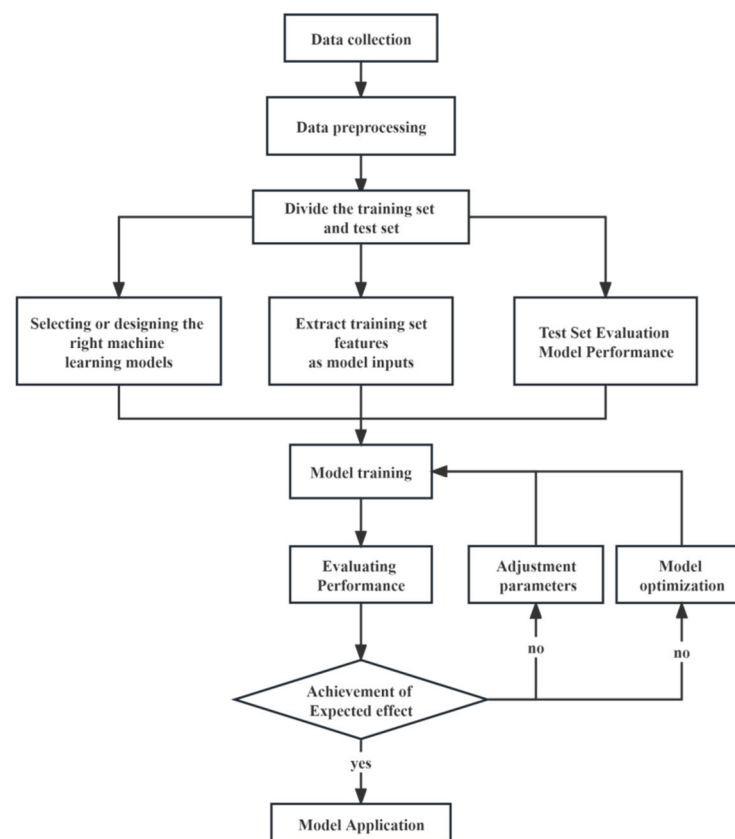 Data collection
Data preprocessing
Divide the training set
and test set
Selecting or designing the
right machine
learning models
Extract training set
features
as model inputs
Test Set Evaluation
Model Performance
Model training
Evaluating
Performance
Adjustment
parameters
Model
optimization
no
no
Achievement of
Expected effect
yes
Model Application